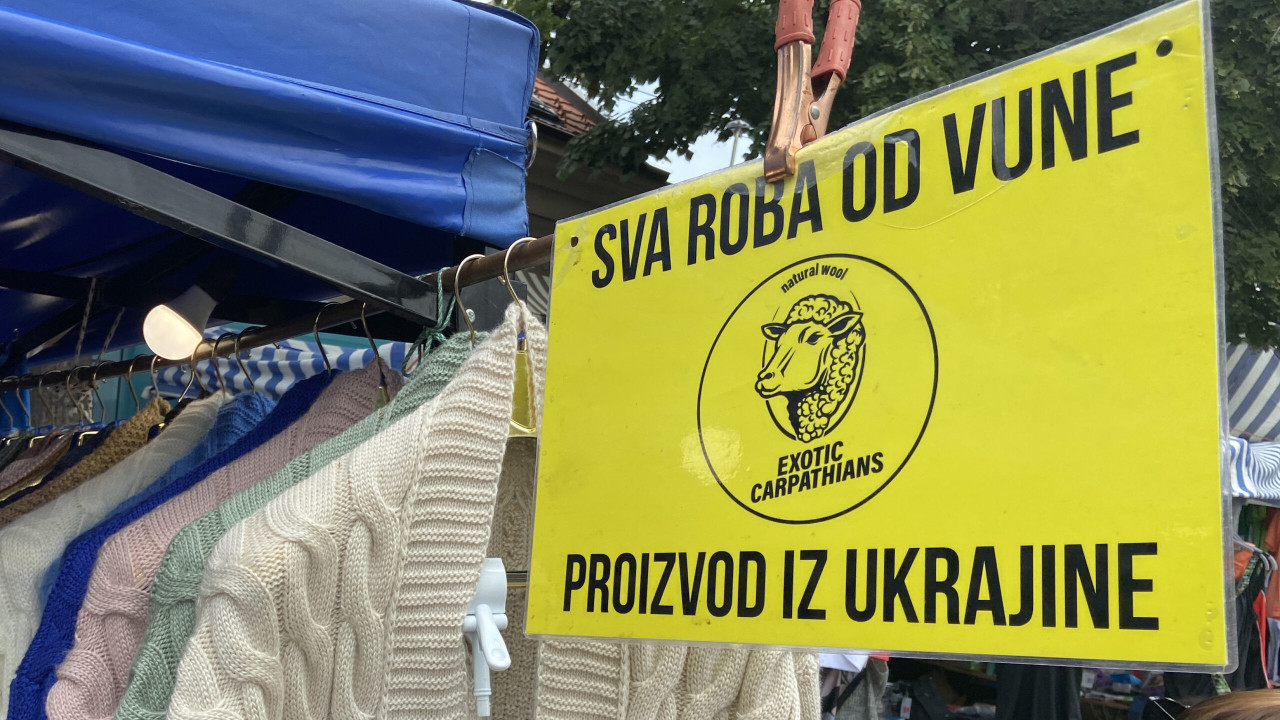 SVA ROBA OD VUNE
natural wool
EXOTIC
CARPATHIANS
PROIZVOD IZ UKRAJINE